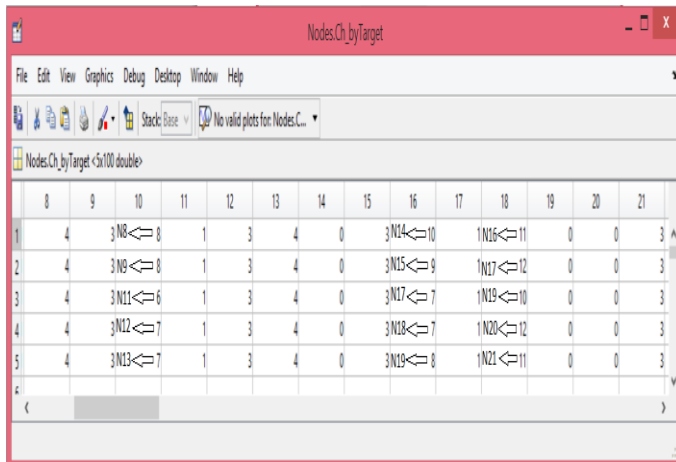 Nodes.Ch_byTarget
File Edit View Graphics Debug Desktop Window Help
Stack: Base No valid plots for: Nodes.C...
Nodes.Ch_byTarget <5x100 double>
8 9 10 11 12 13 14 15 16 17 18 19 20 21
1 4 3 N8⇐ 8 1 3 4 0 3 N14⇐ 10 1 N16⇐ 11 0 0 3
2 4 3 N9⇐ 8 1 3 4 0 3 N15⇐ 9 1 N17⇐ 12 0 0 3
3 4 3 N11⇐ 6 1 3 4 0 3 N17⇐ 7 1 N19⇐ 10 0 0 3
4 4 3 N12⇐ 7 1 3 4 0 3 N18⇐ 7 1 N20⇐ 12 0 0 3
5 4 3 N13⇐ 7 1 3 4 0 3 N19⇐ 8 1 N21⇐ 11 0 0 3